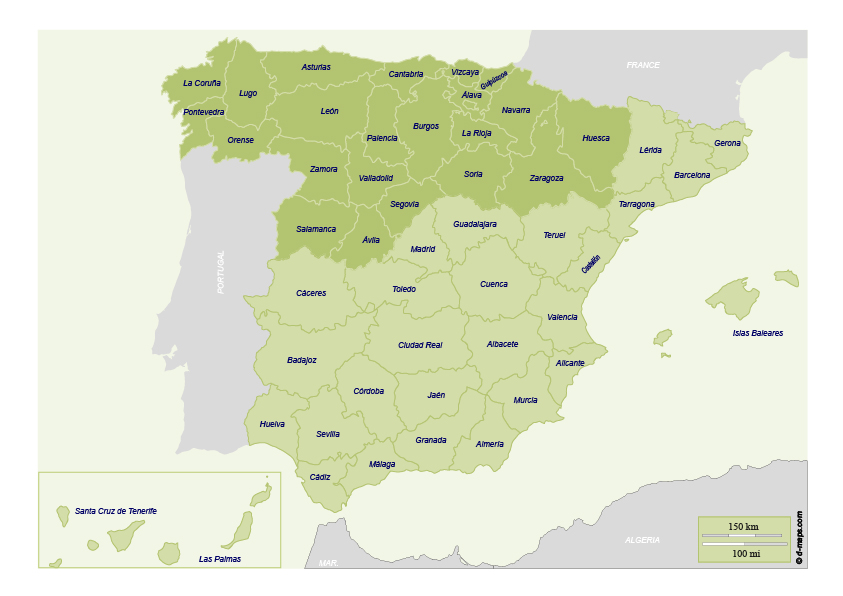 FRANCE
Asturias
Cantabria
Vizcaya
Guipúzcoa
La Coruña
Lugo
Álava
Pontevedra
León
Navarra
Burgos
La Rioja
Palencia
Huesca
Orense
Gerona
Lérida
Zamora
Valladolid
Soria
Zaragoza
Barcelona
Segovia
Tarragona
Salamanca
Guadalajara
Ávila
Teruel
Madrid
PORTUGAL
Castellón
Cáceres
Toledo
Cuenca
Valencia
Islas Baleares
Ciudad Real
Albacete
Badajoz
Alicante
Córdoba
Jaén
Murcia
Huelva
Sevilla
Granada
Almería
Málaga
Cádiz
Santa Cruz de Tenerife
Las Palmas
MAR.
ALGERIA
150 km
100 mi
© d-maps.com